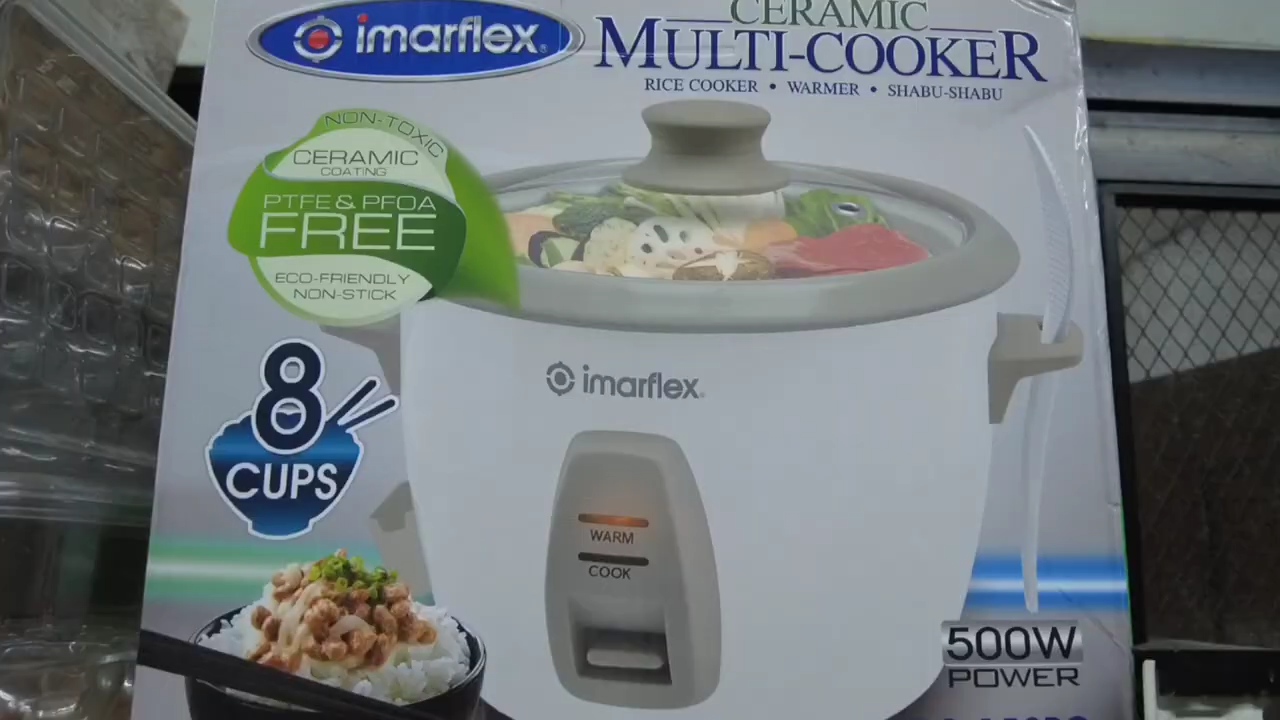 imarflex
CERAMIC
MULTI-COOKER
RICE COOKER • WARMER • SHABU-SHABU
NON-TOXIC
CERAMIC
COATING
PTFE & PFOA
FREE
ECO-FRIENDLY
NON-STICK
imarflex
8
CUPS
WARM
COOK
500W
POWER